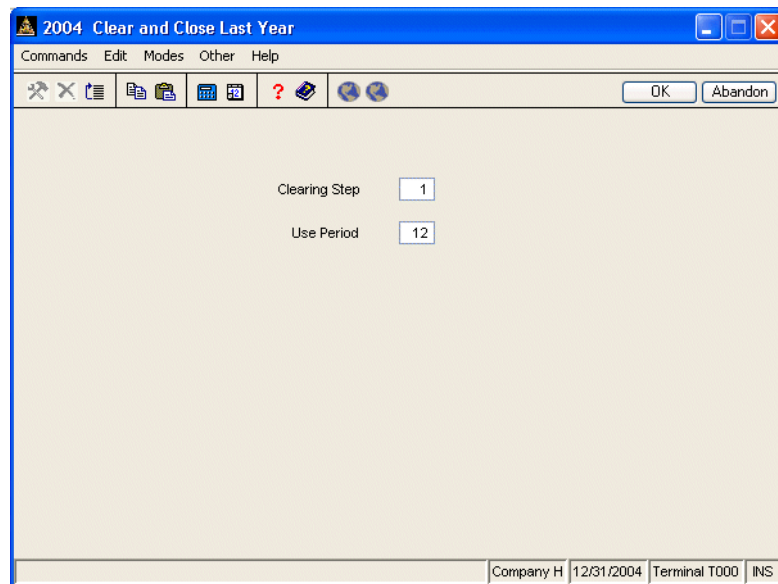 2004 Clear and Close Last Year
Commands Edit Modes Other Help
OK Abandon
Clearing Step 1
Use Period 12
Company H 12/31/2004 Terminal T000 INS